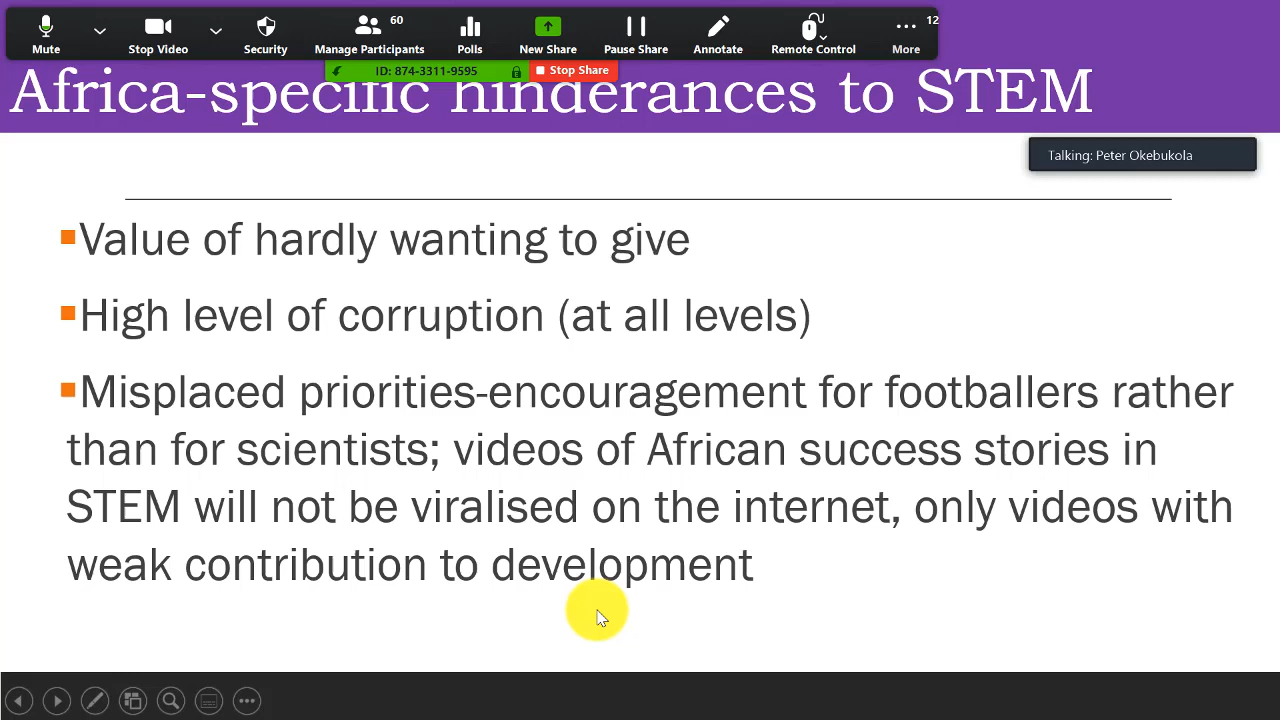 60
12
Mute
Stop Video
Security
Manage Participants
Polls
New Share
Pause Share
Annotate
Remote Control
More
ID: 874-3311-9595
Stop Share
Africa-specific hinderances to STEM
Talking: Peter Okebukola
Value of hardly wanting to give
High level of corruption (at all levels)
Misplaced priorities-encouragement for footballers rather
than for scientists; videos of African success stories in
STEM will not be viralised on the internet, only videos with
weak contribution to development